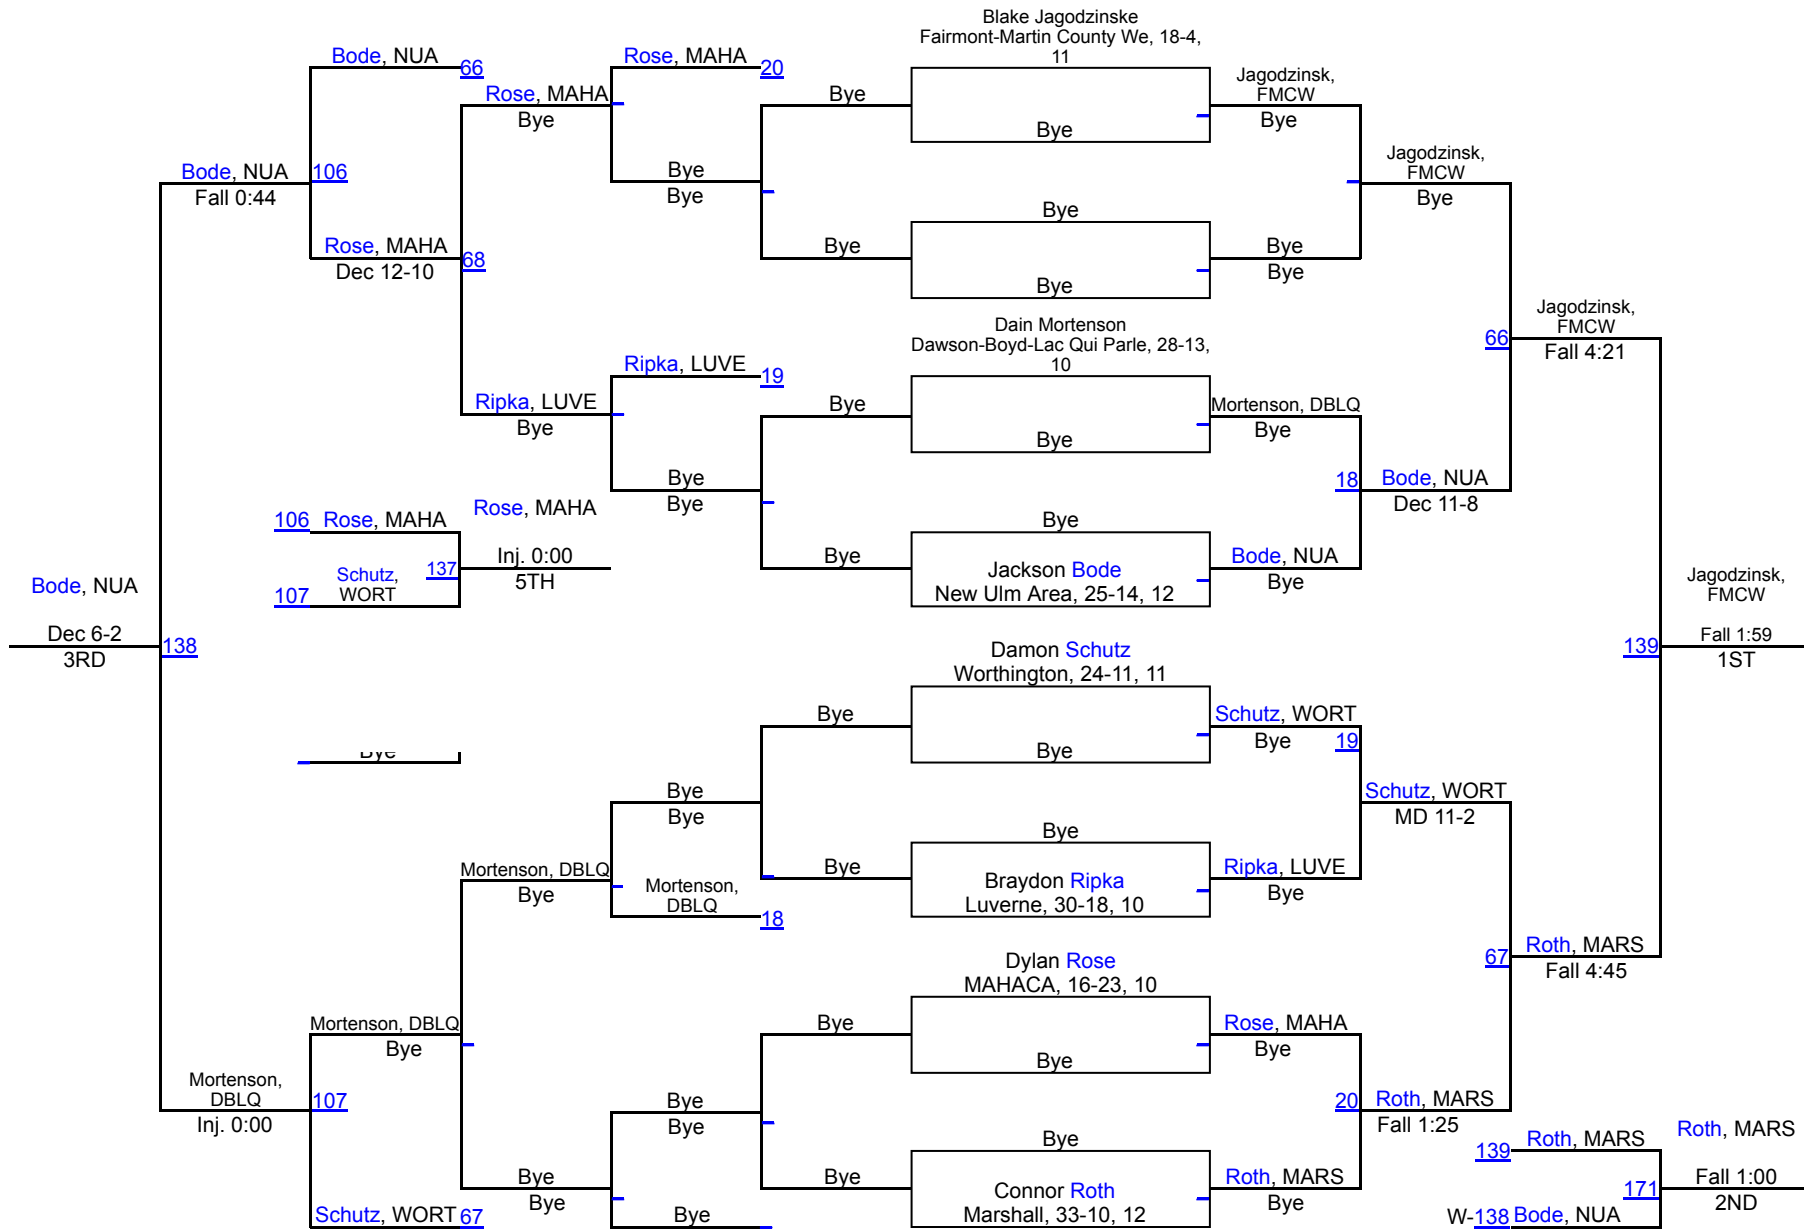 Blake Jagodzinske
Fairmont-Martin County We, 18-4,
11
Bode, NUA
66
Rose, MAHA
20
Rose, MAHA
Bye
Bye
Bye
Jagodzinsk,
FMCW
Bye
Bode, NUA
106
Fall 0:44
Bye
Bye
Jagodzinsk,
FMCW
Bye
Rose, MAHA
68
Dec 12-10
Bye
Bye
Bye
Bye
Bye
Dain Mortenson
Dawson-Boyd-Lac Qui Parle, 28-13,
10
66
Jagodzinsk,
FMCW
Fall 4:21
Ripka, LUVE
19
Ripka, LUVE
Bye
Bye
Bye
Mortenson, DBLQ
Bye
Bye
Bye
18
Bode, NUA
Dec 11-8
106
Rose, MAHA
Rose, MAHA
Bye
Inj. 0:00
5TH
137
107
Schutz,
WORT
Bye
Jackson Bode
New Ulm Area, 25-14, 12
Bode, NUA
Bye
Bode, NUA
Dec 6-2
3RD
138
Jagodzinsk,
FMCW
139
Fall 1:59
1ST
Damon Schutz
Worthington, 24-11, 11
Bye
Bye
Schutz, WORT
Bye
19
Bye
Bye
Bye
Schutz, WORT
MD 11-2
Bye
Bye
Braydon Ripka
Luverne, 30-18, 10
Ripka, LUVE
Bye
Mortenson, DBLQ
Bye
Mortenson,
DBLQ
18
Dylan Rose
MAHACA, 16-23, 10
67
Roth, MARS
Fall 4:45
Mortenson, DBLQ
Bye
Bye
Bye
Rose, MAHA
Bye
Mortenson,
DBLQ
107
Inj. 0:00
Bye
Bye
20
Roth, MARS
Fall 1:25
Bye
139
Roth, MARS
Roth, MARS
Bye
Bye
Bye
Connor Roth
Marshall, 33-10, 12
Roth, MARS
Bye
171
Fall 1:00
2ND
Schutz, WORT
67
Bye
W-138
Bode, NUA